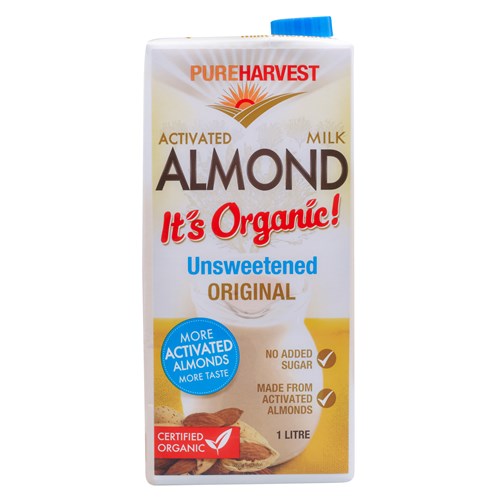 PUREHARVEST
ACTIVATED MILK
ALMOND
It's Organic!
Unsweetened
ORIGINAL
MORE
ACTIVATED
ALMONDS
MORE TASTE
NO ADDED
SUGAR
MADE FROM
ACTIVATED
ALMONDS
CERTIFIED
ORGANIC
1 LITRE